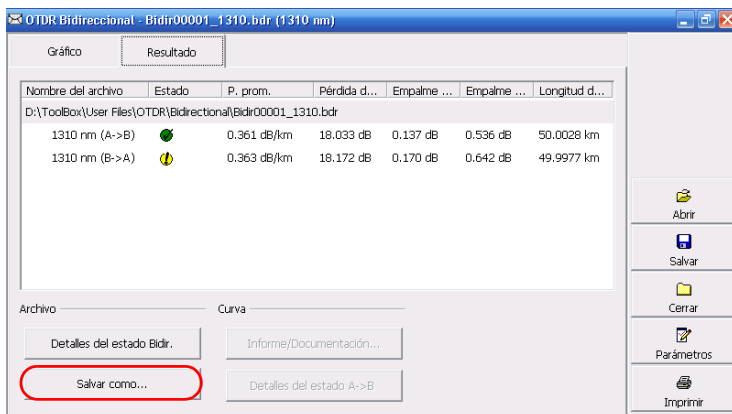 OTDR Bidireccional - Bidir00001_1310.bdr (1310 nm)
Gráfico Resultado
Nombre del archivo Estado P. prom. Pérdida d... Empalme ... Empalme ... Longitud d...
D:\ToolBox\User Files\OTDR\Bidirectional\Bidir00001_1310.bdr
1310 nm (A->B) 0.361 dB/km 18.033 dB 0.137 dB 0.536 dB 50.0028 km
1310 nm (B->A) 0.363 dB/km 18.172 dB 0.170 dB 0.642 dB 49.9977 km
Abrir
Salvar
Cerrar
Parámetros
Imprimir
Archivo Curva
Detalles del estado Bidir. Informe/Documentación...
Salvar como... Detalles del estado A->B